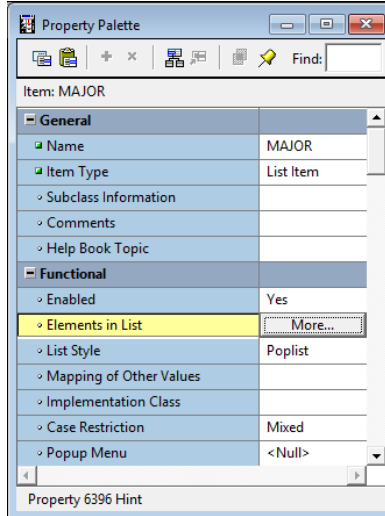 Property Palette
Find:
Item: MAJOR
General
Name MAJOR
Item Type List Item
Subclass Information
Comments
Help Book Topic
Functional
Enabled Yes
Elements in List More...
List Style Poplist
Mapping of Other Values
Implementation Class
Case Restriction Mixed
Popup Menu <Null>
Property 6396 Hint